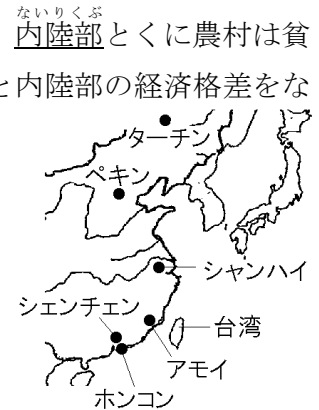 ないりくぶ
内陸部とくに農村は貧
と内陸部の経済格差をな
ターチン
ペキン
シャンハイ
シェンチェン
台湾
アモイ
ホンコン